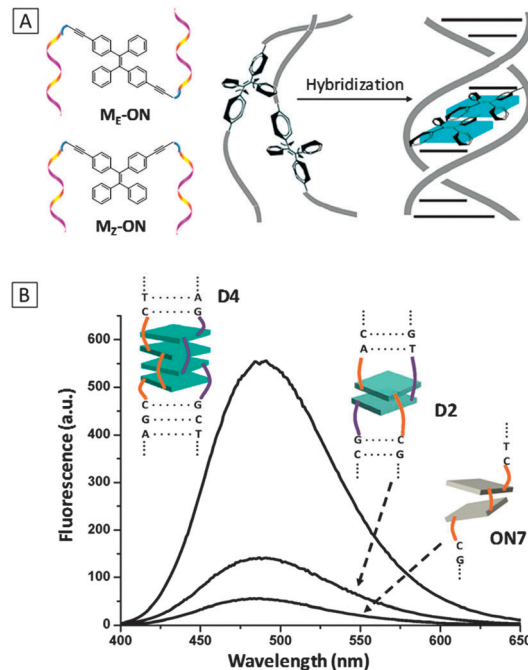 A
M_E-ON
M_Z-ON
Hybridization
B
T A
C G
D4
C G
G C
A T
C G
A T
D2
G C
C G
T
C
ON7
C
G
Fluorescence (a.u.)
600
500
400
300
200
100
0
400 450 500 550 600 650
Wavelength (nm)